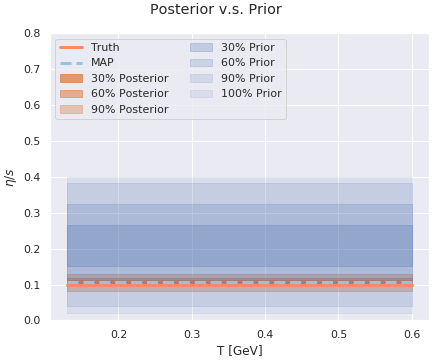 Posterior v.s. Prior
0.8
0.7
0.6
0.5
0.4
0.3
0.2
0.1
0.0
η/s
Truth
MAP
30% Posterior
60% Posterior
90% Posterior
30% Prior
60% Prior
90% Prior
100% Prior
0.2 0.3 0.4 0.5 0.6
T [GeV]